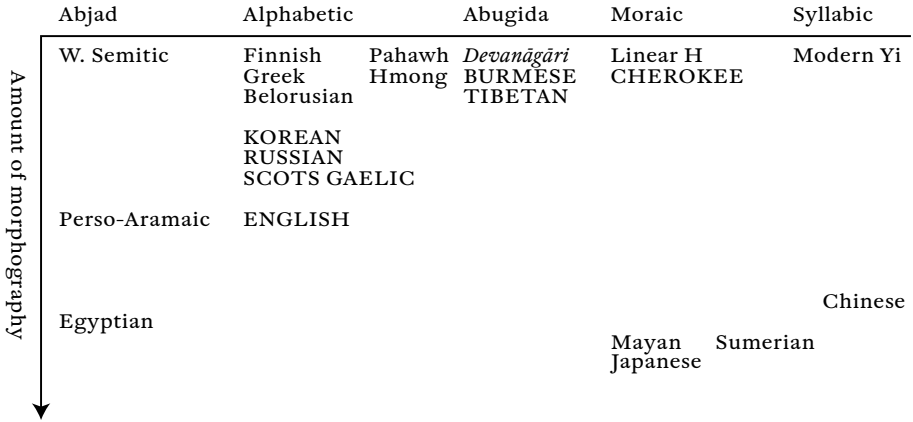 Abjad Alphabetic Abugida Moraic Syllabic
W. Semitic Finnish Pahawh Devanāgāri Linear H Modern Yi
Greek Hmong BURMESE CHEROKEE
Belorusian TIBETAN
KOREAN
RUSSIAN
SCOTS GAELIC
Perso-Aramaic ENGLISH
Chinese
Egyptian
Mayan Sumerian
Japanese
Amount of morphography